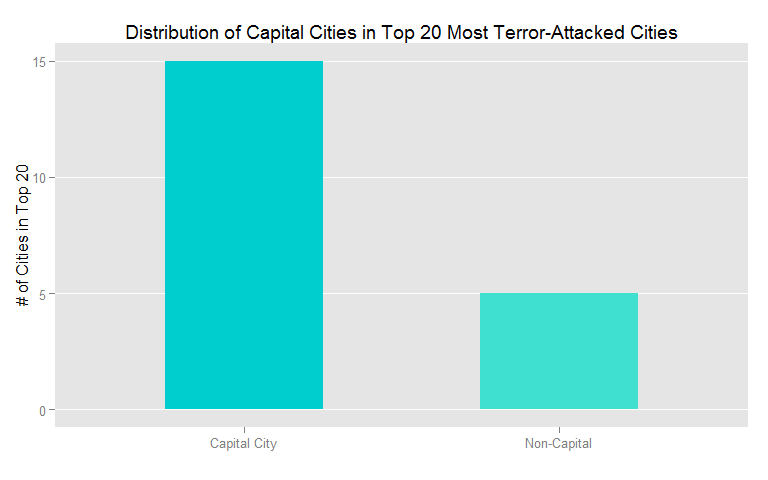 Distribution of Capital Cities in Top 20 Most Terror-Attacked Cities
# of Cities in Top 20
15
10
5
0
Capital City
Non-Capital